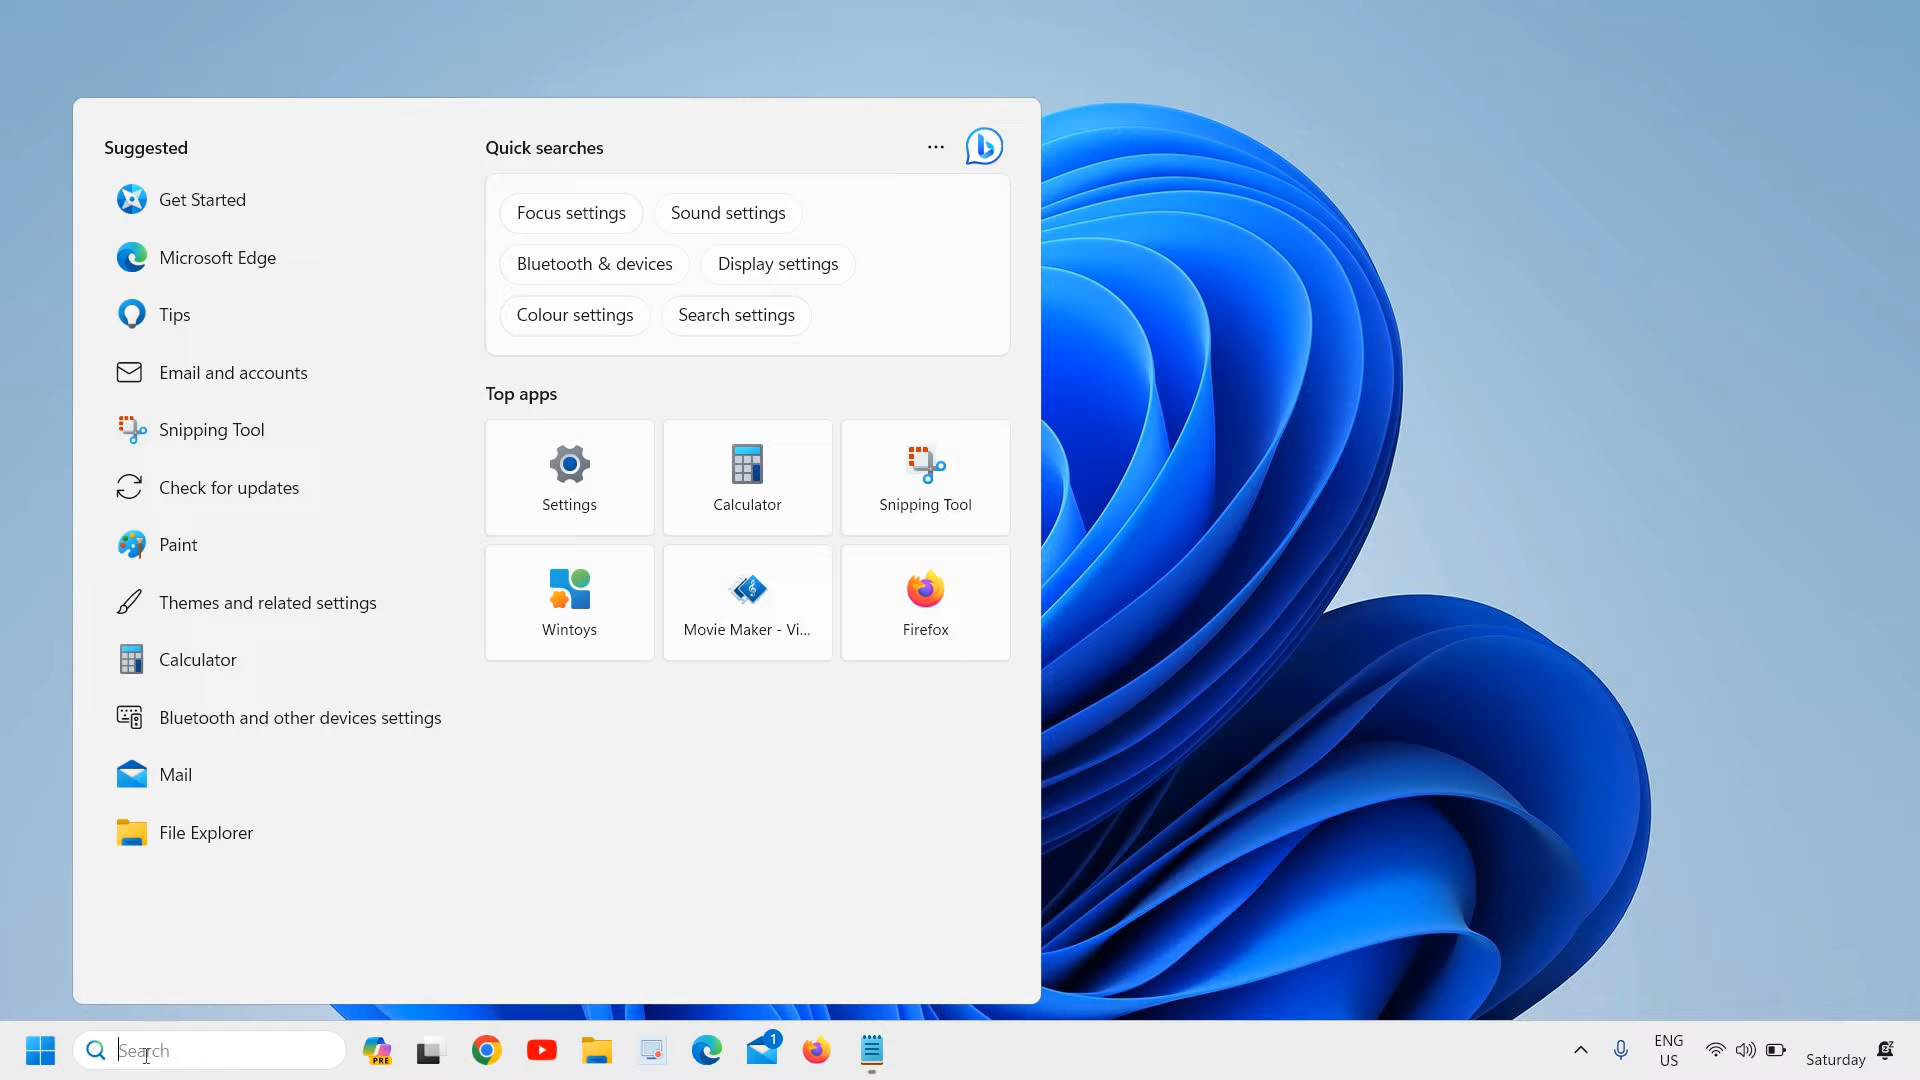 Suggested
Get Started
Microsoft Edge
Tips
Email and accounts
Snipping Tool
Check for updates
Paint
Themes and related settings
Calculator
Bluetooth and other devices settings
Mail
File Explorer
Quick searches
Focus settings
Sound settings
Bluetooth & devices
Display settings
Colour settings
Search settings
Top apps
Settings
Calculator
Snipping Tool
Wintoys
Movie Maker - Vi...
Firefox
Search
PRE
1
ENG
US
Saturday